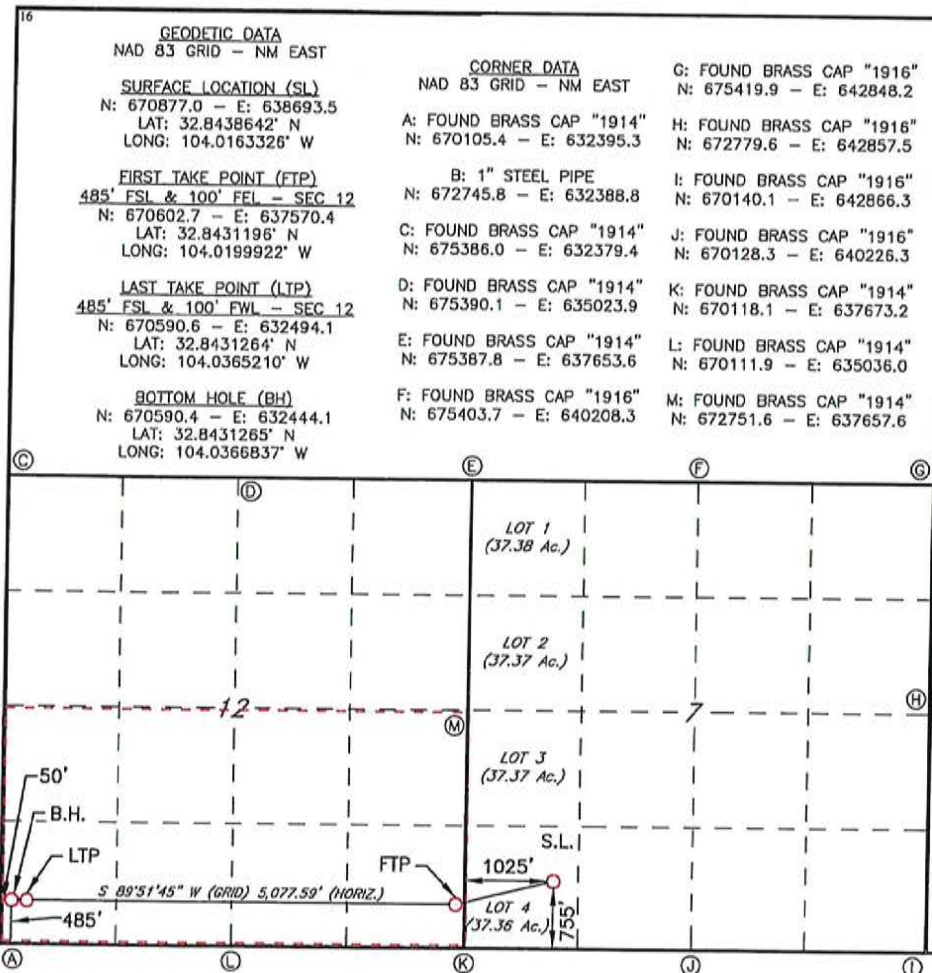 16
GEODETIC DATA
NAD 83 GRID – NM EAST
SURFACE LOCATION (SL)
N: 670877.0 – E: 638693.5
LAT: 32.8438642° N
LONG: 104.0163326° W
FIRST TAKE POINT (FTP)
485' FSL & 100' FEL – SEC 12
N: 670602.7 – E: 637570.4
LAT: 32.8431196° N
LONG: 104.0199922° W
LAST TAKE POINT (LTP)
485' FSL & 100' FWL – SEC 12
N: 670590.6 – E: 632494.1
LAT: 32.8431264° N
LONG: 104.0365210° W
BOTTOM HOLE (BH)
N: 670590.4 – E: 632444.1
LAT: 32.8431265° N
LONG: 104.0366837° W
CORNER DATA
NAD 83 GRID – NM EAST
A: FOUND BRASS CAP "1914"
N: 670105.4 – E: 632395.3
B: 1" STEEL PIPE
N: 672745.8 – E: 632388.8
C: FOUND BRASS CAP "1914"
N: 675386.0 – E: 632379.4
D: FOUND BRASS CAP "1914"
N: 675390.1 – E: 635023.9
E: FOUND BRASS CAP "1914"
N: 675387.8 – E: 637653.6
F: FOUND BRASS CAP "1916"
N: 675403.7 – E: 640208.3
G: FOUND BRASS CAP "1916"
N: 675419.9 – E: 642848.2
H: FOUND BRASS CAP "1916"
N: 672779.6 – E: 642857.5
I: FOUND BRASS CAP "1916"
N: 670140.1 – E: 642866.3
J: FOUND BRASS CAP "1916"
N: 670128.3 – E: 640226.3
K: FOUND BRASS CAP "1914"
N: 670118.1 – E: 637673.2
L: FOUND BRASS CAP "1914"
N: 670111.9 – E: 635036.0
M: FOUND BRASS CAP "1914"
N: 672751.6 – E: 637657.6
C
D
E
F
G
LOT 1
(37.38 Ac.)
LOT 2
(37.37 Ac.)
12
M
7
H
LOT 3
(37.37 Ac.)
50'
B.H.
LTP
FTP
S.L.
1025'
S 89°51'45" W (GRID) 5,077.59' (HORIZ.)
485'
LOT 4
(37.36 Ac.)
755'
A
L
K
J
I